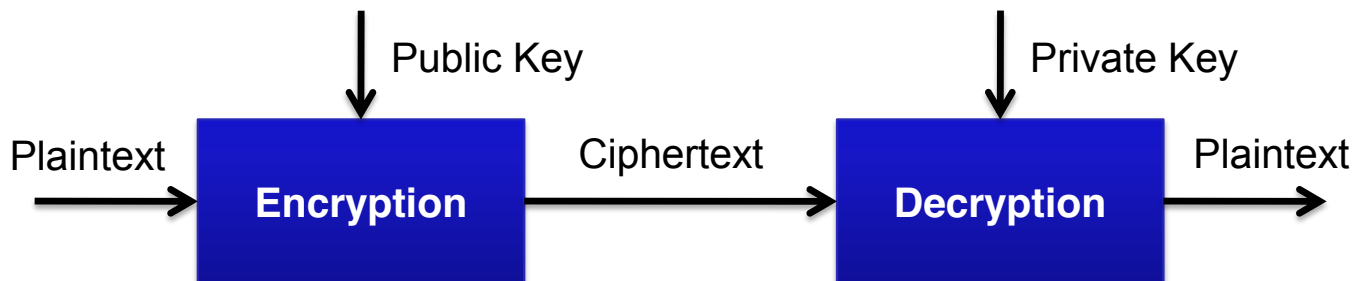 Public Key
Private Key
Plaintext
Encryption
Ciphertext
Decryption
Plaintext